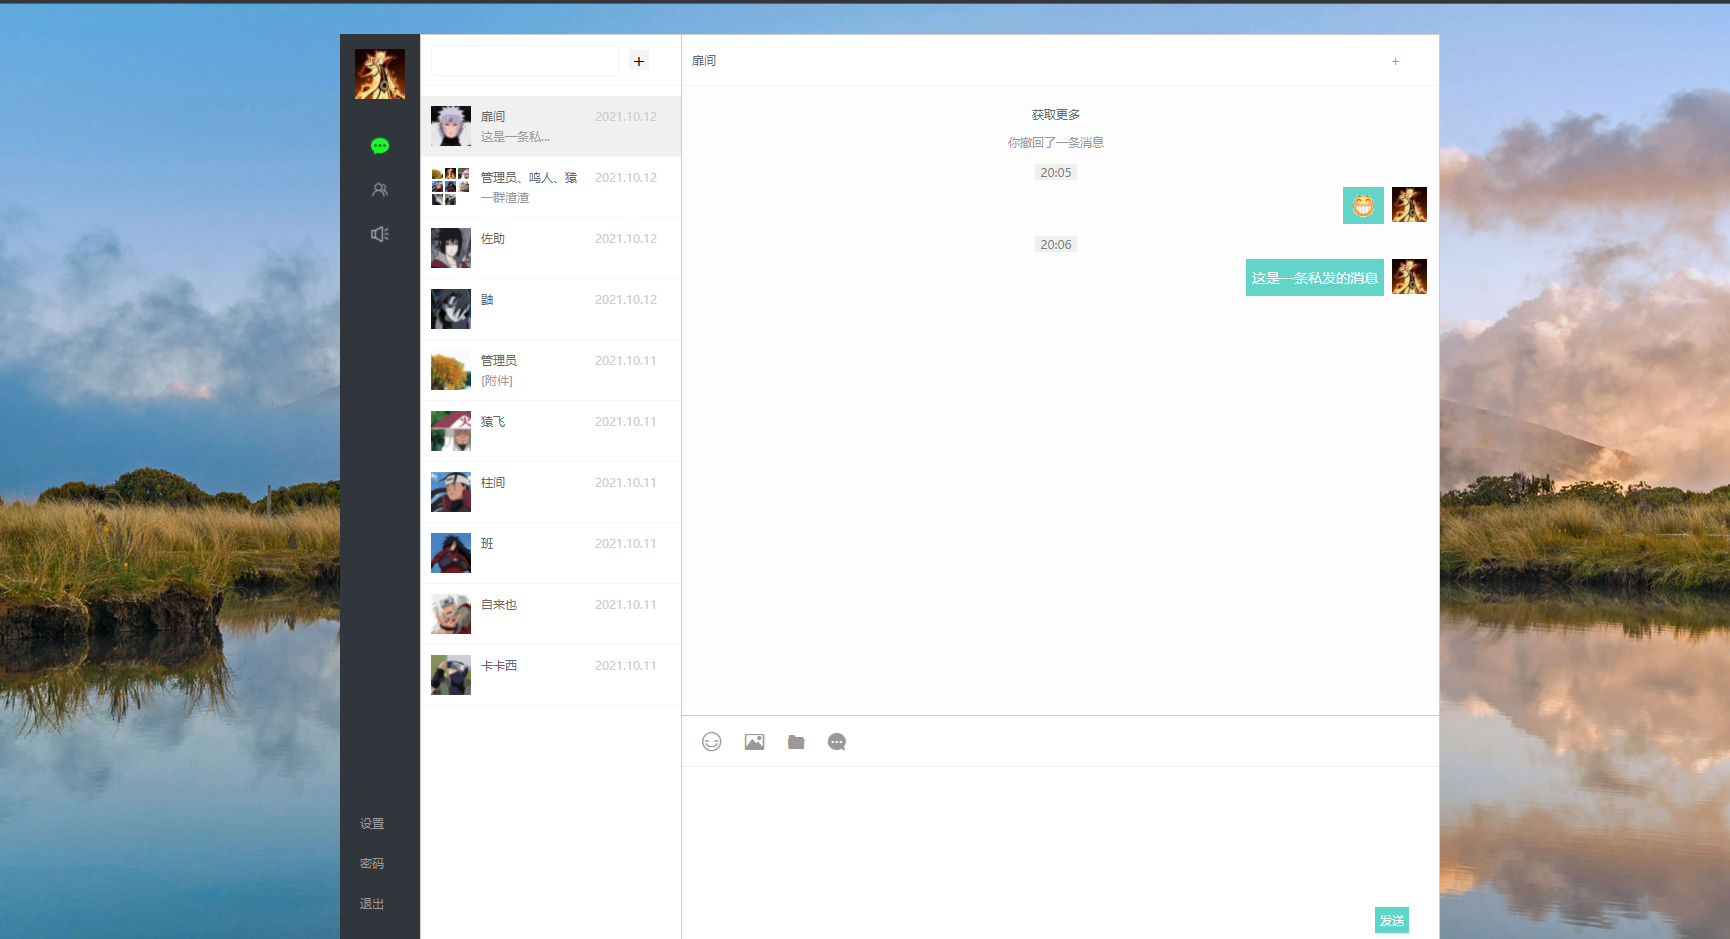 设置
密码
退出
+
扉间
2021.10.12
这是一条私...
管理员、鸣人、猿
2021.10.12
一群渣渣
佐助
2021.10.12
鼬
2021.10.12
管理员
2021.10.11
[附件]
猿飞
2021.10.11
柱间
2021.10.11
班
2021.10.11
自来也
2021.10.11
卡卡西
2021.10.11
扉间
+
获取更多
你撤回了一条消息
20:05
20:06
这是一条私发的消息
发送